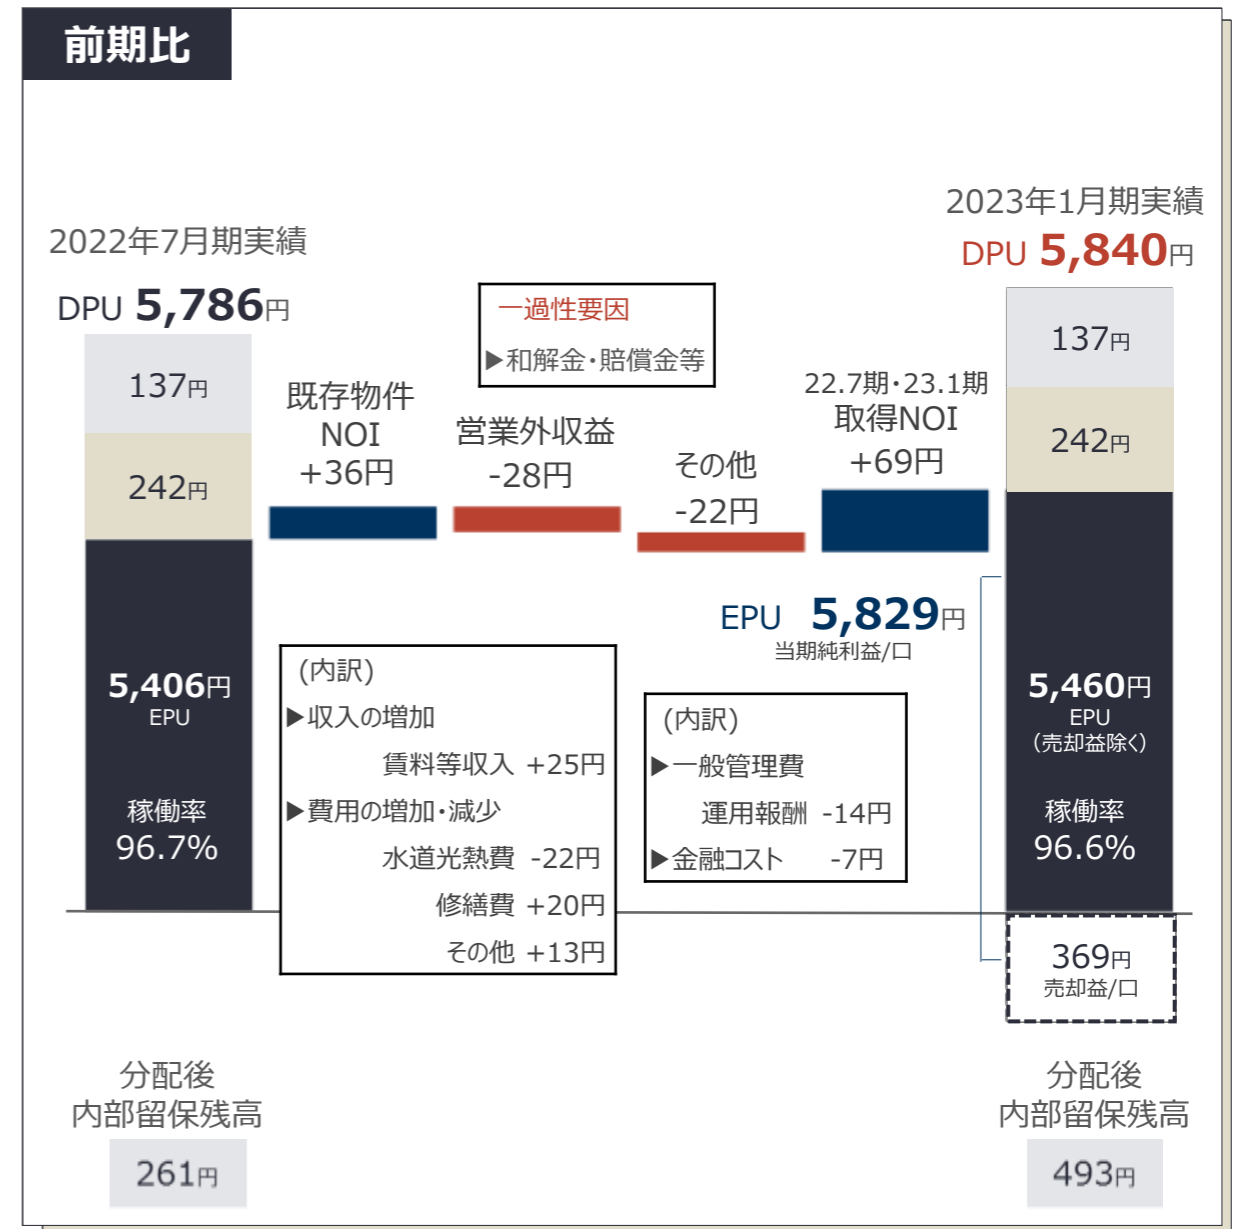 前期比
2022年7月期実績
DPU 5,786円
137円
242円
5,406円
EPU
稼働率
96.7%
既存物件
NOI
+36円
一過性要因
▶和解金・賠償金等
営業外収益
-28円
その他
-22円
22.7期・23.1期
取得NOI
+69円
2023年1月期実績
DPU 5,840円
137円
242円
5,460円
EPU
（売却益除く）
稼働率
96.6%
EPU 5,829円
当期純利益/口
(内訳)
▶収入の増加
賃料等収入 +25円
▶費用の増加・減少
水道光熱費 -22円
修繕費 +20円
その他 +13円
(内訳)
▶一般管理費
運用報酬 -14円
▶金融コスト -7円
369円
売却益/口
分配後
内部留保残高
261円
分配後
内部留保残高
493円